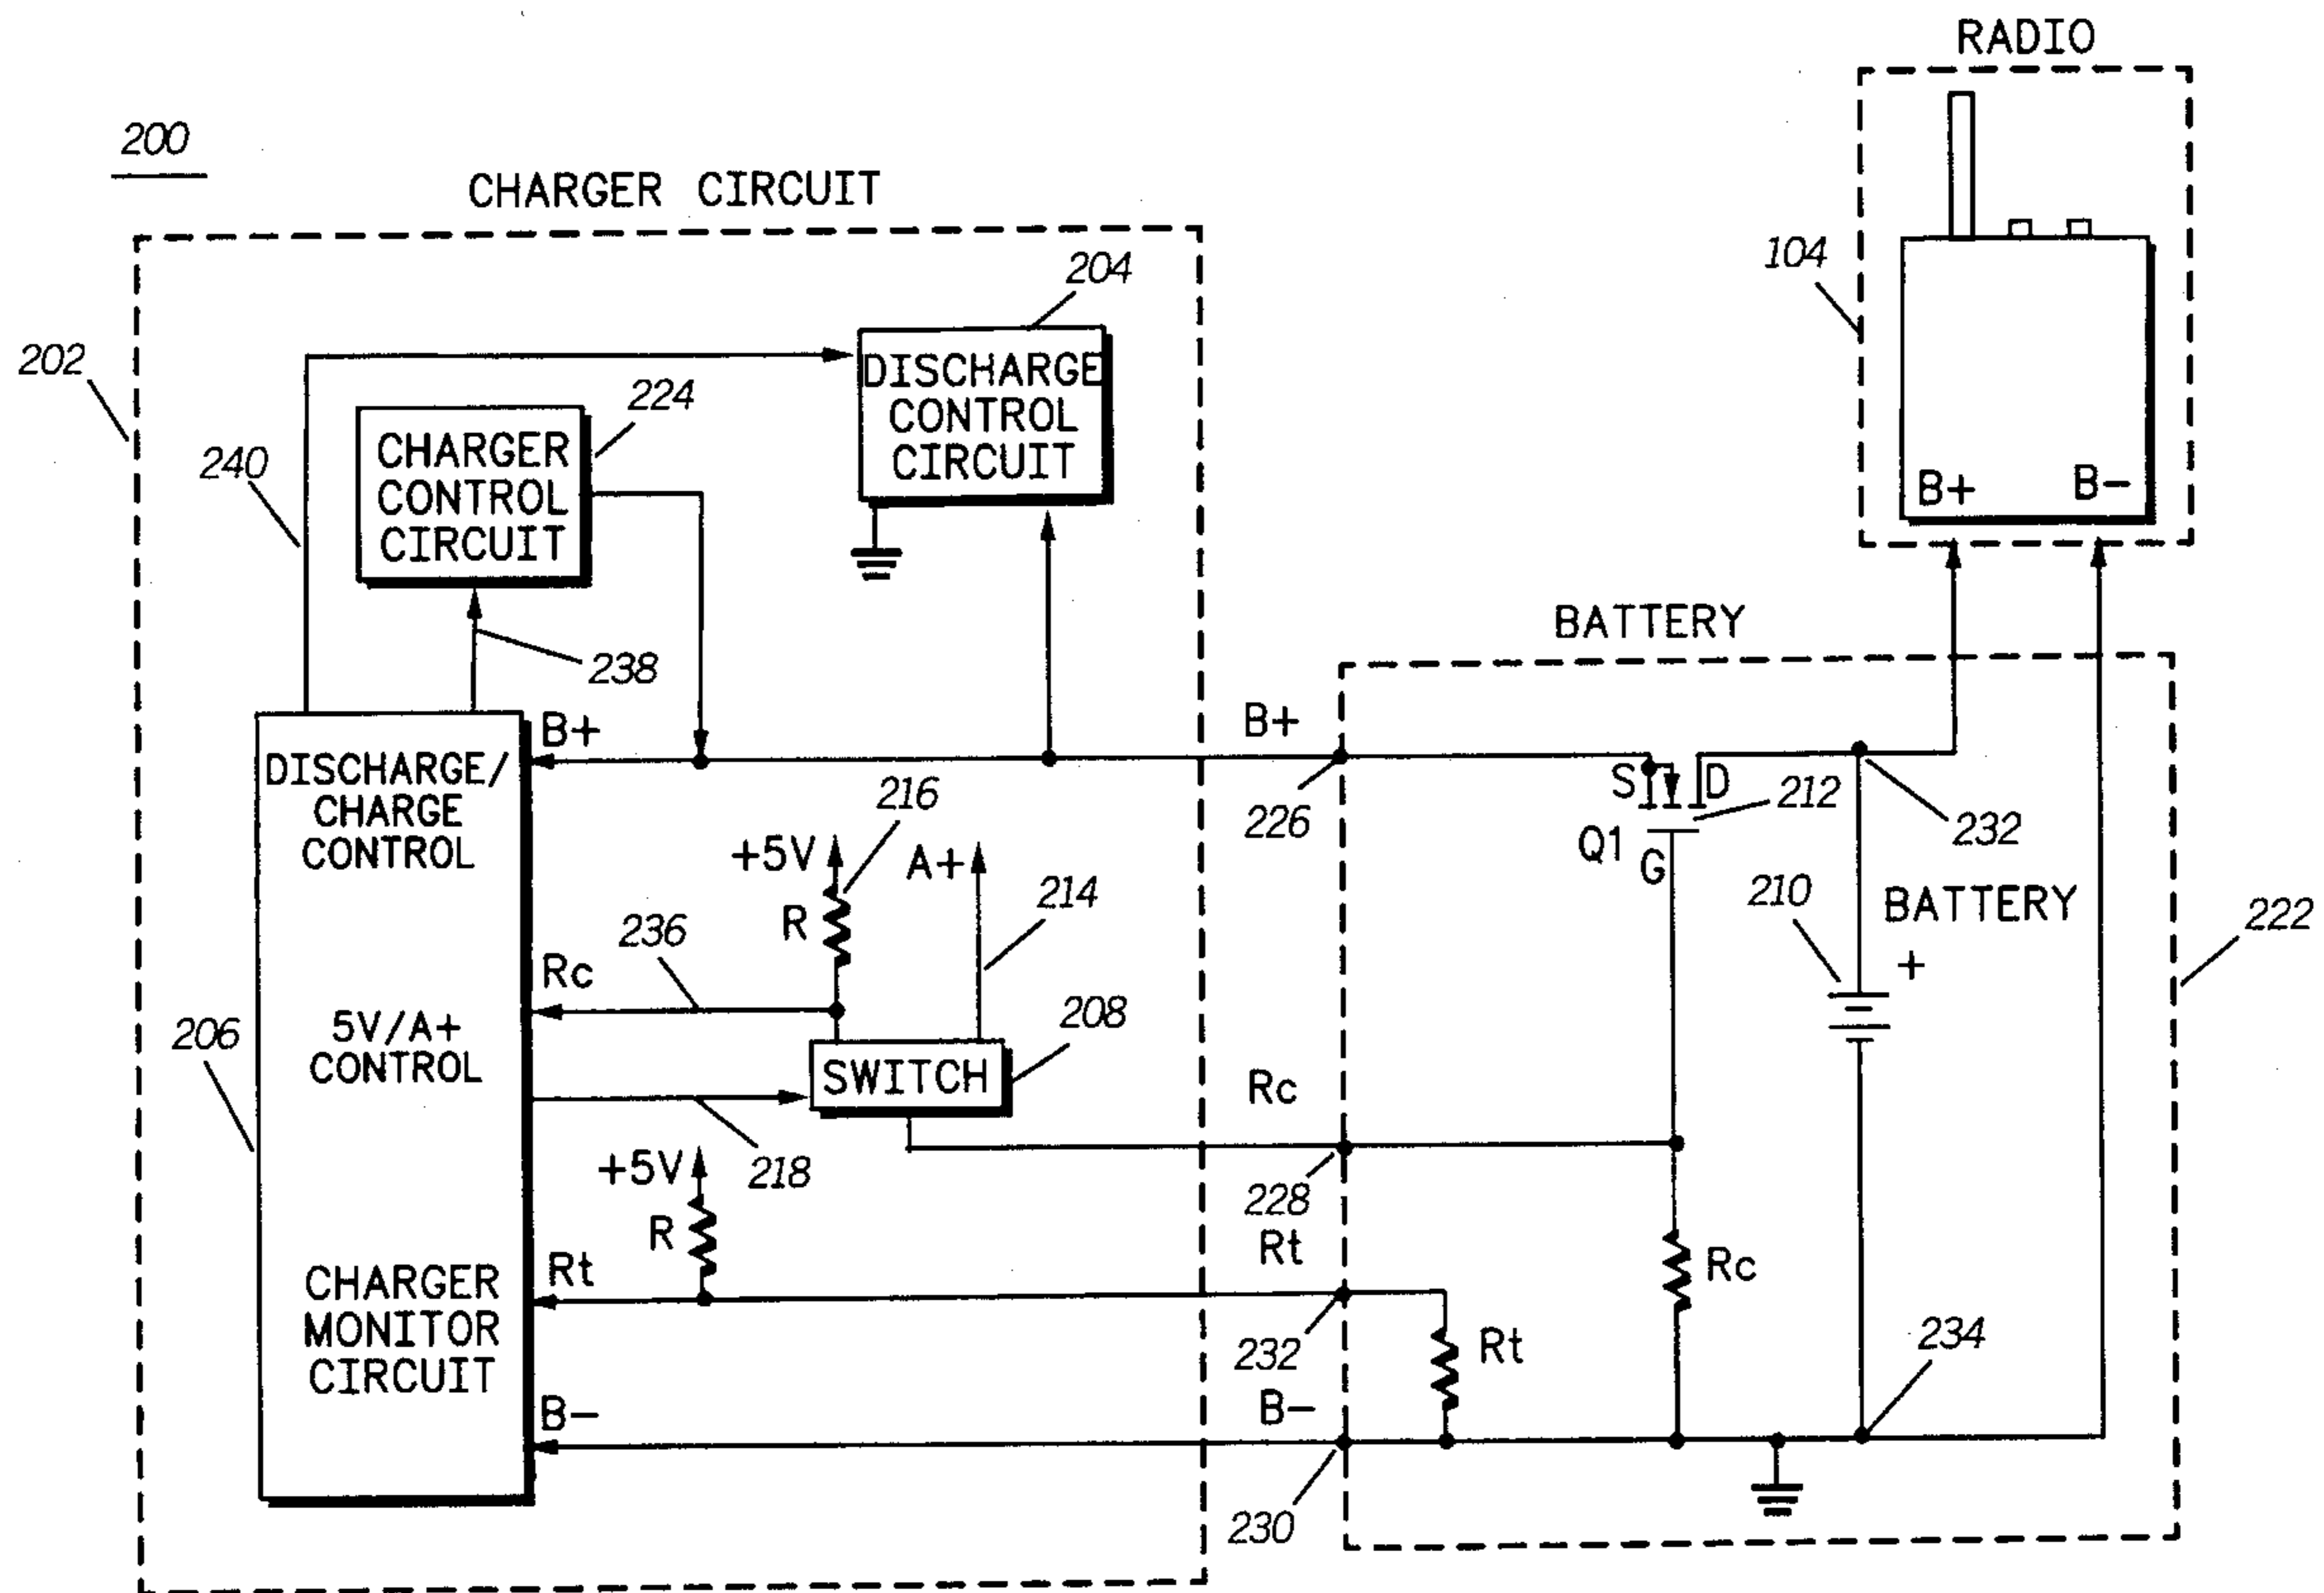 RADIO
200
CHARGER CIRCUIT
104
204
202
DISCHARGE
CONTROL
CIRCUIT
224
CHARGER
CONTROL
CIRCUIT
240
B+
B-
BATTERY
238
B+
B+
DISCHARGE/
CHARGE
CONTROL
216
226
S
D
212
232
Q1
G
+5V
A+
214
R
236
210
BATTERY
+
222
Rc
206
5V/A+
CONTROL
208
SWITCH
Rc
218
228
+5V
R
Rt
Rt
Rc
CHARGER
MONITOR
CIRCUIT
232
Rt
234
B-
B-
230